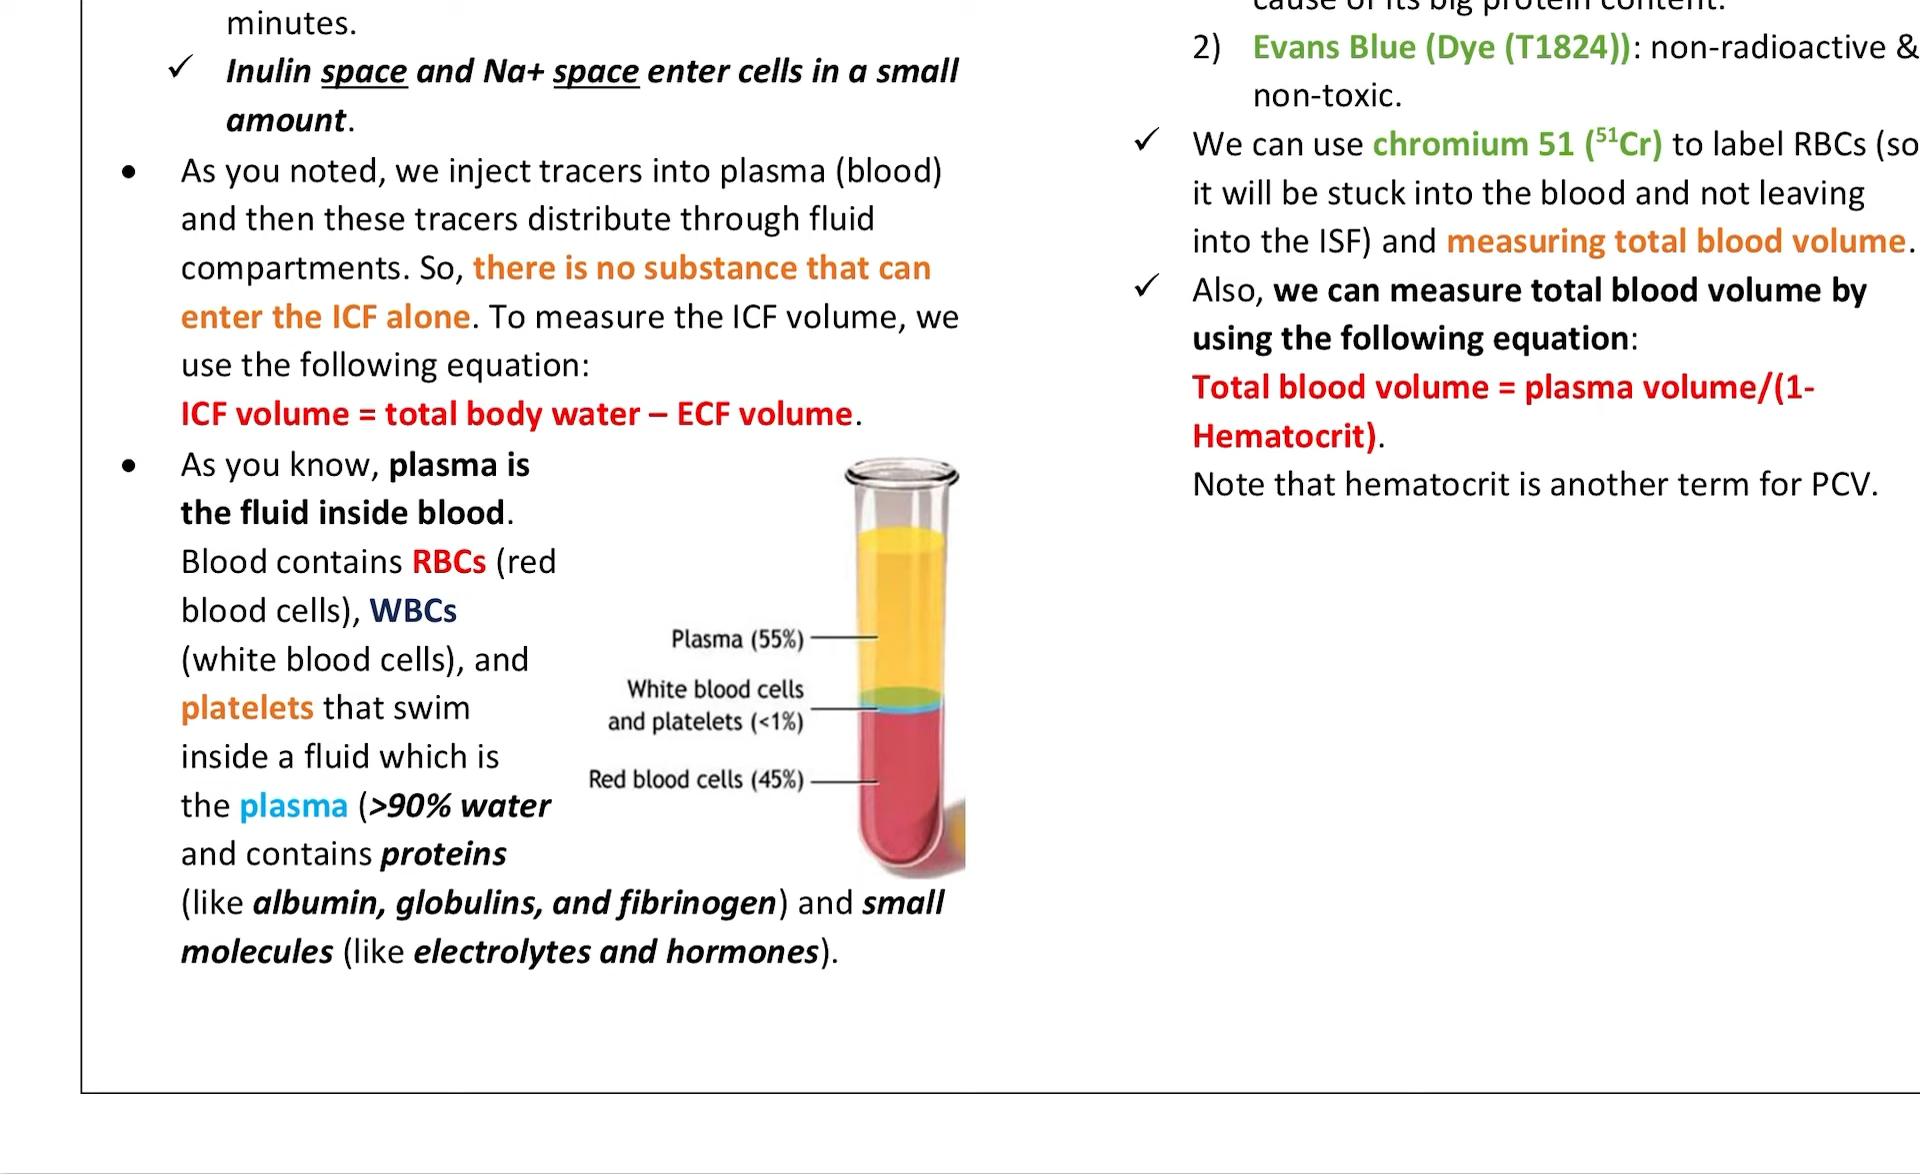 minutes.
✓ Inulin space and Na+ space enter cells in a small
amount.
• As you noted, we inject tracers into plasma (blood)
and then these tracers distribute through fluid
compartments. So, there is no substance that can
enter the ICF alone. To measure the ICF volume, we
use the following equation:
ICF volume = total body water – ECF volume.
• As you know, plasma is
the fluid inside blood.
Blood contains RBCs (red
blood cells), WBCs
(white blood cells), and
platelets that swim
inside a fluid which is
the plasma (>90% water
and contains proteins
(like albumin, globulins, and fibrinogen) and small
molecules (like electrolytes and hormones).
Plasma (55%)
White blood cells
and platelets (<1%)
Red blood cells (45%)
cause of its big protein content.
2) Evans Blue (Dye (T1824)): non-radioactive &
non-toxic.
✓ We can use chromium 51 (⁵¹Cr) to label RBCs (so
it will be stuck into the blood and not leaving
into the ISF) and measuring total blood volume.
✓ Also, we can measure total blood volume by
using the following equation:
Total blood volume = plasma volume/(1-
Hematocrit).
Note that hematocrit is another term for PCV.